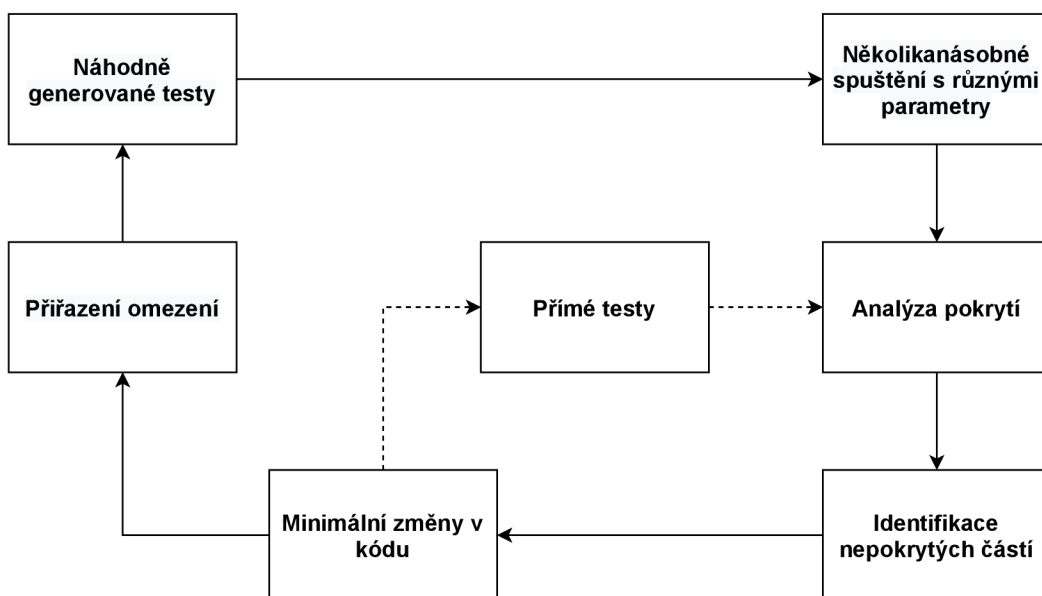 Náhodně
generované testy
Několikanásobné
spuštění s různými
parametry
Přiřazení omezení
Přímé testy
Analýza pokrytí
Minimální změny v
kódu
Identifikace
nepokrytých částí